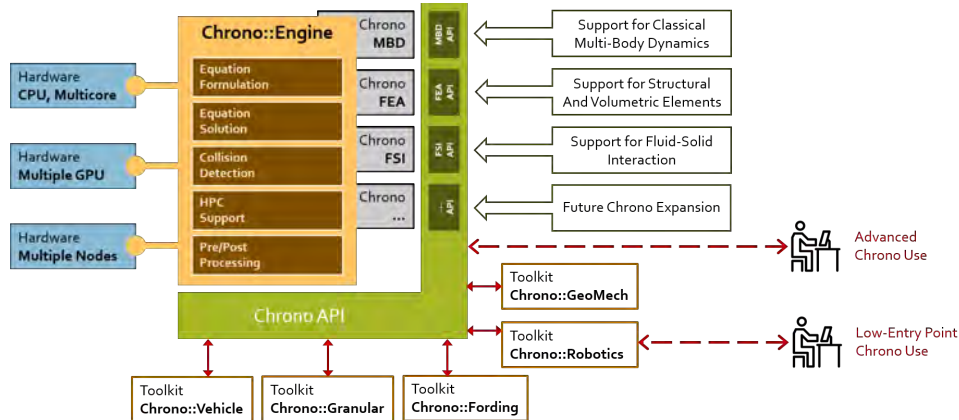 Chrono::Engine
Equation
Formulation
Equation
Solution
Collision
Detection
HPC
Support
Pre/Post
Processing
Hardware
CPU, Multicore
Hardware
Multiple GPU
Hardware
Multiple Nodes
Chrono
MBD
Chrono
FEA
Chrono
FSI
Chrono
...
MBD
API
FEA
API
FSI
API
...
API
Support for Classical
Multi-Body Dynamics
Support for Structural
And Volumetric Elements
Support for Fluid-Solid
Interaction
Future Chrono Expansion
Advanced
Chrono Use
Toolkit
Chrono::GeoMech
Chrono API
Toolkit
Chrono::Robotics
Low-Entry Point
Chrono Use
Toolkit
Chrono::Vehicle
Toolkit
Chrono::Granular
Toolkit
Chrono::Fording